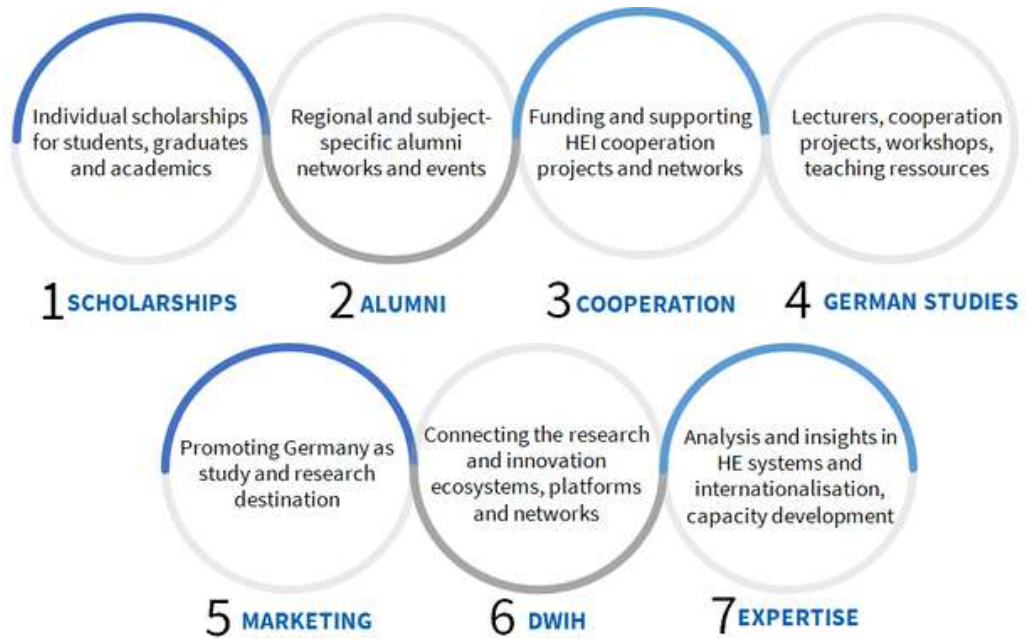 Individual scholarships
for students, graduates
and academics
Regional and subject-
specific alumni
networks and events
Funding and supporting
HEI cooperation
projects and networks
Lecturers, cooperation
projects, workshops,
teaching ressources
1 SCHOLARSHIPS
2 ALUMNI
3 COOPERATION
4 GERMAN STUDIES
Promoting Germany as
study and research
destination
Connecting the research
and innovation
ecosystems, platforms
and networks
Analysis and insights in
HE systems and
internationalisation,
capacity development
5 MARKETING
6 DWIH
7 EXPERTISE